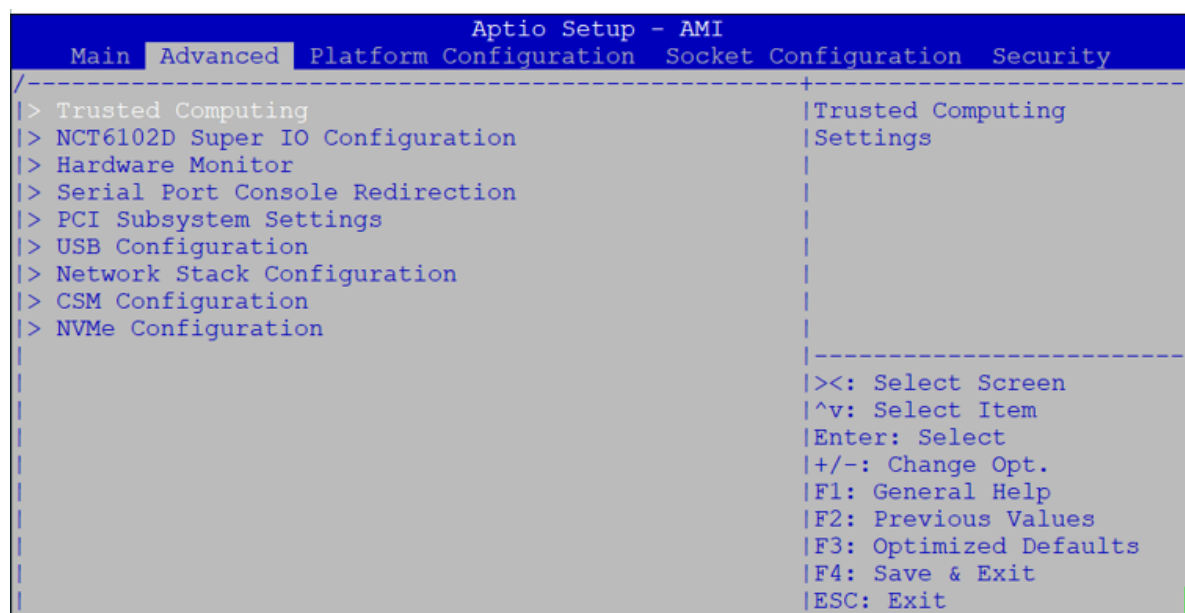 Aptio Setup - AMI
Main Advanced Platform Configuration Socket Configuration Security
/----------------------------------------------------+-------------------------
|> Trusted Computing |Trusted Computing
|> NCT6102D Super IO Configuration |Settings
|> Hardware Monitor |
|> Serial Port Console Redirection |
|> PCI Subsystem Settings |
|> USB Configuration |
|> Network Stack Configuration |
|> CSM Configuration |
|> NVMe Configuration |
| |-------------------------
| |><: Select Screen
| |^v: Select Item
| |Enter: Select
| |+/-: Change Opt.
| |F1: General Help
| |F2: Previous Values
| |F3: Optimized Defaults
| |F4: Save & Exit
| |ESC: Exit